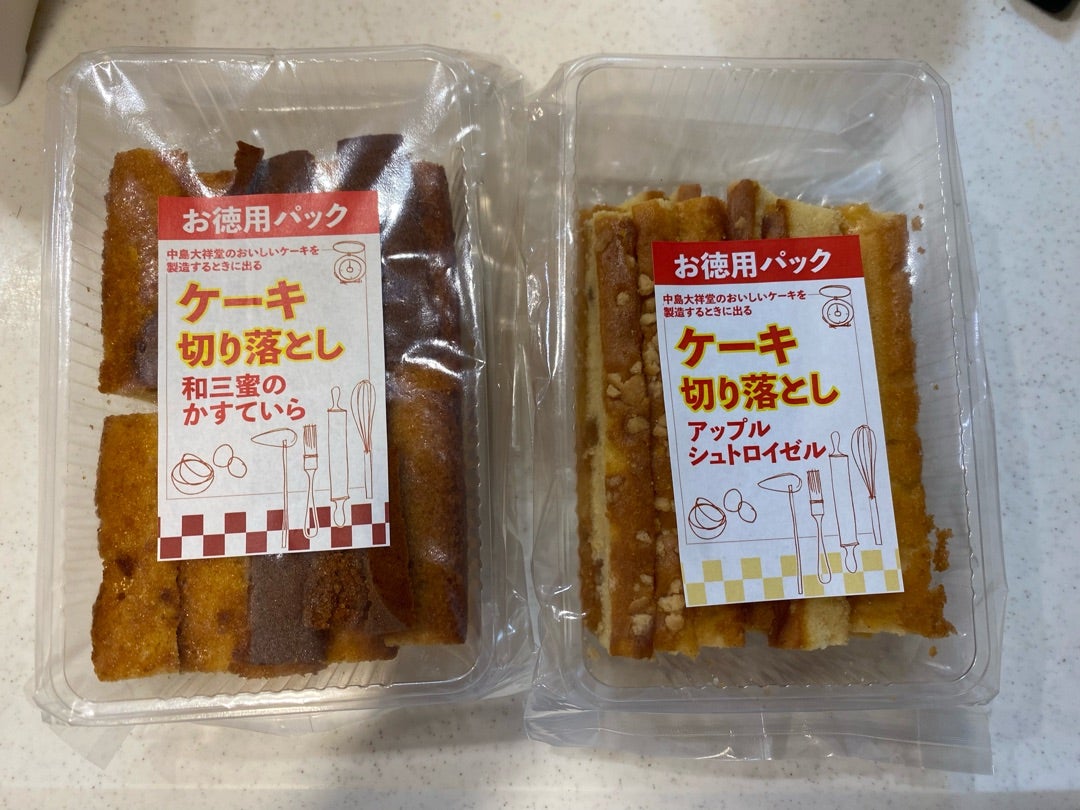 お徳用パック
中島大祥堂のおいしいケーキを
製造するときに出る
ケーキ
切り落とし
和三蜜の
かすていら
お徳用パック
中島大祥堂のおいしいケーキを
製造するときに出る
ケーキ
切り落とし
アップル
シュトロイゼル